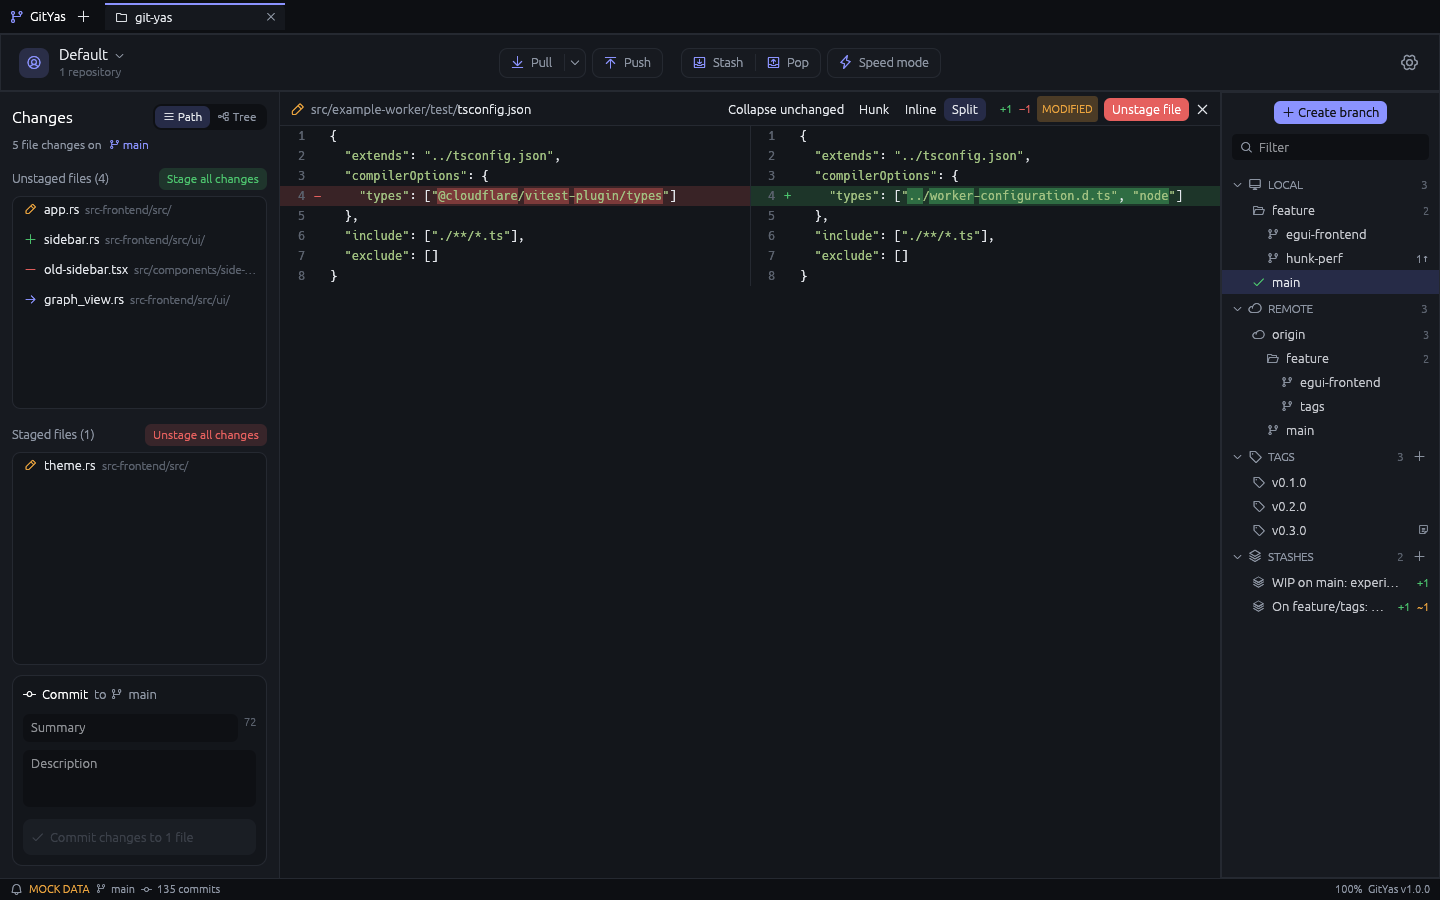 GitYas
git-yas
Default
1 repository
Pull
Push
Stash
Pop
Speed mode
Changes
Path
Tree
5 file changes on main
Unstaged files (4)
Stage all changes
app.rs src-frontend/src/
sidebar.rs src-frontend/src/ui/
old-sidebar.tsx src/components/side-...
graph_view.rs src-frontend/src/ui/
Staged files (1)
Unstage all changes
theme.rs src-frontend/src/
Commit to main
Summary
72
Description
Commit changes to 1 file
src/example-worker/test/tsconfig.json
Collapse unchanged
Hunk
Inline
Split
+1 −1
MODIFIED
Unstage file
1 {
2 "extends": "../tsconfig.json",
3 "compilerOptions": {
4 − "types": ["@cloudflare/vitest-plugin/types"]
5 },
6 "include": ["./**/*.ts"],
7 "exclude": []
8 }
1 {
2 "extends": "../tsconfig.json",
3 "compilerOptions": {
4 + "types": ["../worker-configuration.d.ts", "node"]
5 },
6 "include": ["./**/*.ts"],
7 "exclude": []
8 }
Create branch
Filter
LOCAL 3
feature 2
egui-frontend
hunk-perf 1↑
main
REMOTE 3
origin 3
feature 2
egui-frontend
tags
main
TAGS 3
v0.1.0
v0.2.0
v0.3.0
STASHES 2
WIP on main: experi... +1
On feature/tags: ... +1 ~1
MOCK DATA main 135 commits
100% GitYas v1.0.0